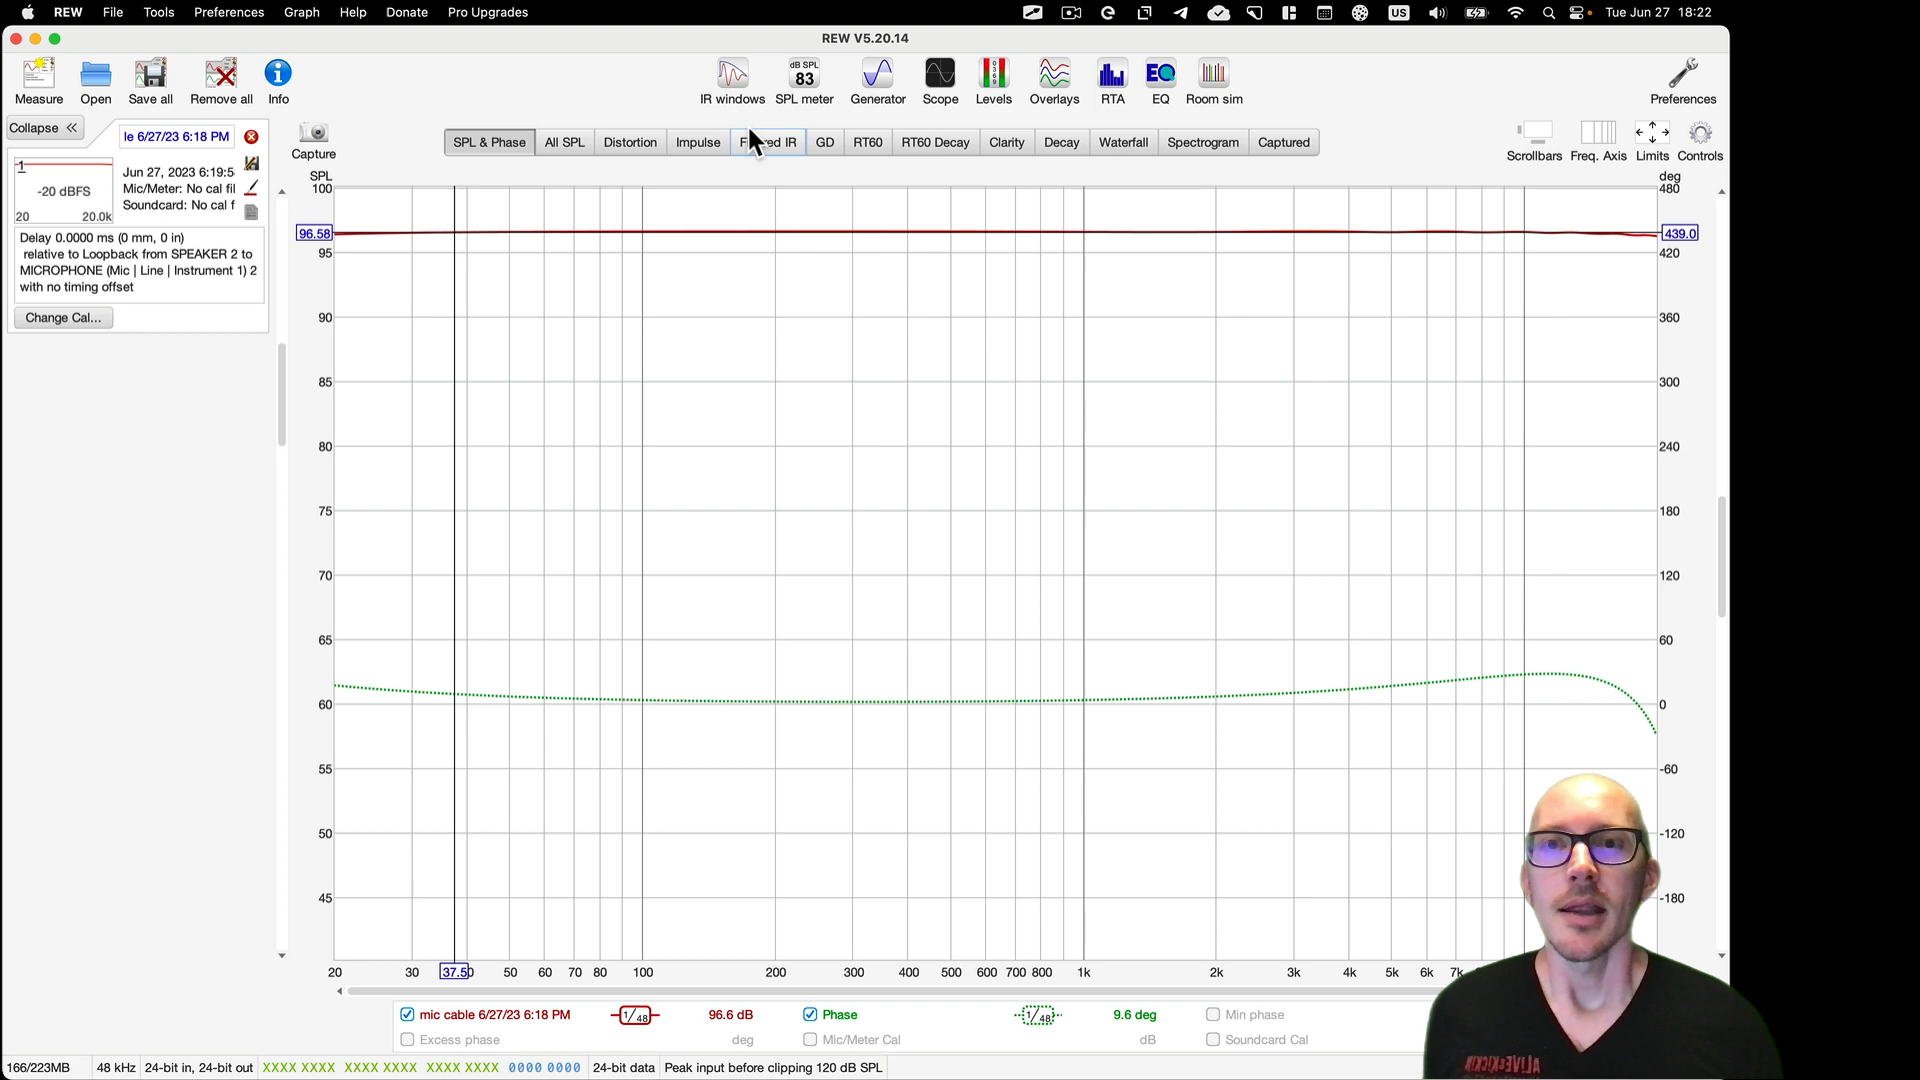 REW File Tools Preferences Graph Help Donate Pro Upgrades US Tue Jun 27 18:22
REW V5.20.14
Measure Open Save all Remove all Info
dB SPL
83
IR windows SPL meter Generator Scope Levels Overlays RTA EQ Room sim Preferences
Collapse
le 6/27/23 6:18 PM
Capture
SPL & Phase All SPL Distortion Impulse IR GD RT60 RT60 Decay Clarity Decay Waterfall Spectrogram Captured
Scrollbars Freq. Axis Limits Controls
1
-20 dBFS
20 20.0k
Jun 27, 2023 6:19:5
Mic/Meter: No cal fil
Soundcard: No cal f
Delay 0.0000 ms (0 mm, 0 in)
relative to Loopback from SPEAKER 2 to
MICROPHONE (Mic | Line | Instrument 1) 2
with no timing offset
Change Cal...
SPL deg
100 480
96.58 439.0
95 420
90 360
85 300
80 240
75 180
70 120
65 60
60 0
55 -60
50 -120
45 -180
20 30 37.50 50 60 70 80 100 200 300 400 500 600 700 800 1k 2k 3k 4k 5k 6k 7k
mic cable 6/27/23 6:18 PM 1/48 96.6 dB Phase 1/48 9.6 deg Min phase
Excess phase deg Mic/Meter Cal dB Soundcard Cal
166/223MB 48 kHz 24-bit in, 24-bit out XXXX XXXX XXXX XXXX XXXX XXXX 0000 0000 24-bit data Peak input before clipping 120 dB SPL